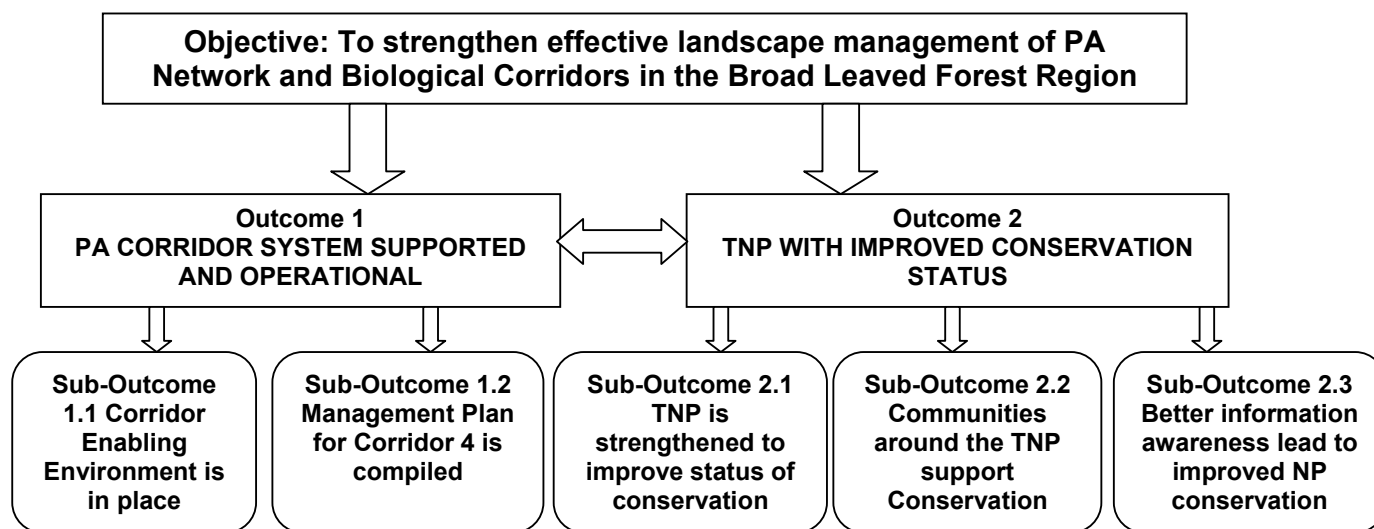 Objective: To strengthen effective landscape management of PA
Network and Biological Corridors in the Broad Leaved Forest Region
Outcome 1
PA CORRIDOR SYSTEM SUPPORTED
AND OPERATIONAL
Outcome 2
TNP WITH IMPROVED CONSERVATION
STATUS
Sub-Outcome
1.1 Corridor
Enabling
Environment is
in place
Sub-Outcome 1.2
Management Plan
for Corridor 4 is
compiled
Sub-Outcome 2.1
TNP is
strengthened to
improve status of
conservation
Sub-Outcome 2.2
Communities
around the TNP
support
Conservation
Sub-Outcome 2.3
Better information
awareness lead to
improved NP
conservation